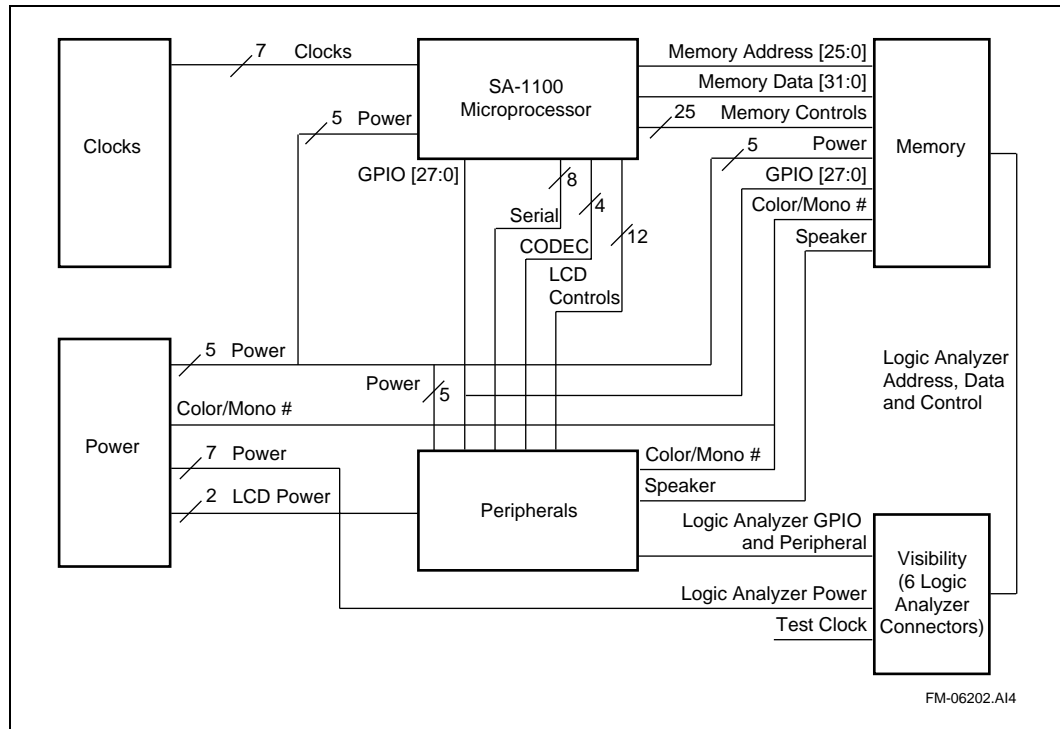 7 Clocks
Memory Address [25:0]
SA-1100
Microprocessor
Memory Data [31:0]
25 Memory Controls
5 Power
5 Power
Clocks
Memory
GPIO [27:0]
8
GPIO [27:0]
4
Color/Mono #
Serial
12
Speaker
CODEC
LCD
Controls
5 Power
Logic Analyzer
Address, Data
and Control
Power
5
Color/Mono #
Power
7 Power
Color/Mono #
Speaker
2 LCD Power
Peripherals
Logic Analyzer GPIO
and Peripheral
Visibility
(6 Logic
Analyzer
Connectors)
Logic Analyzer Power
Test Clock
FM-06202.AI4